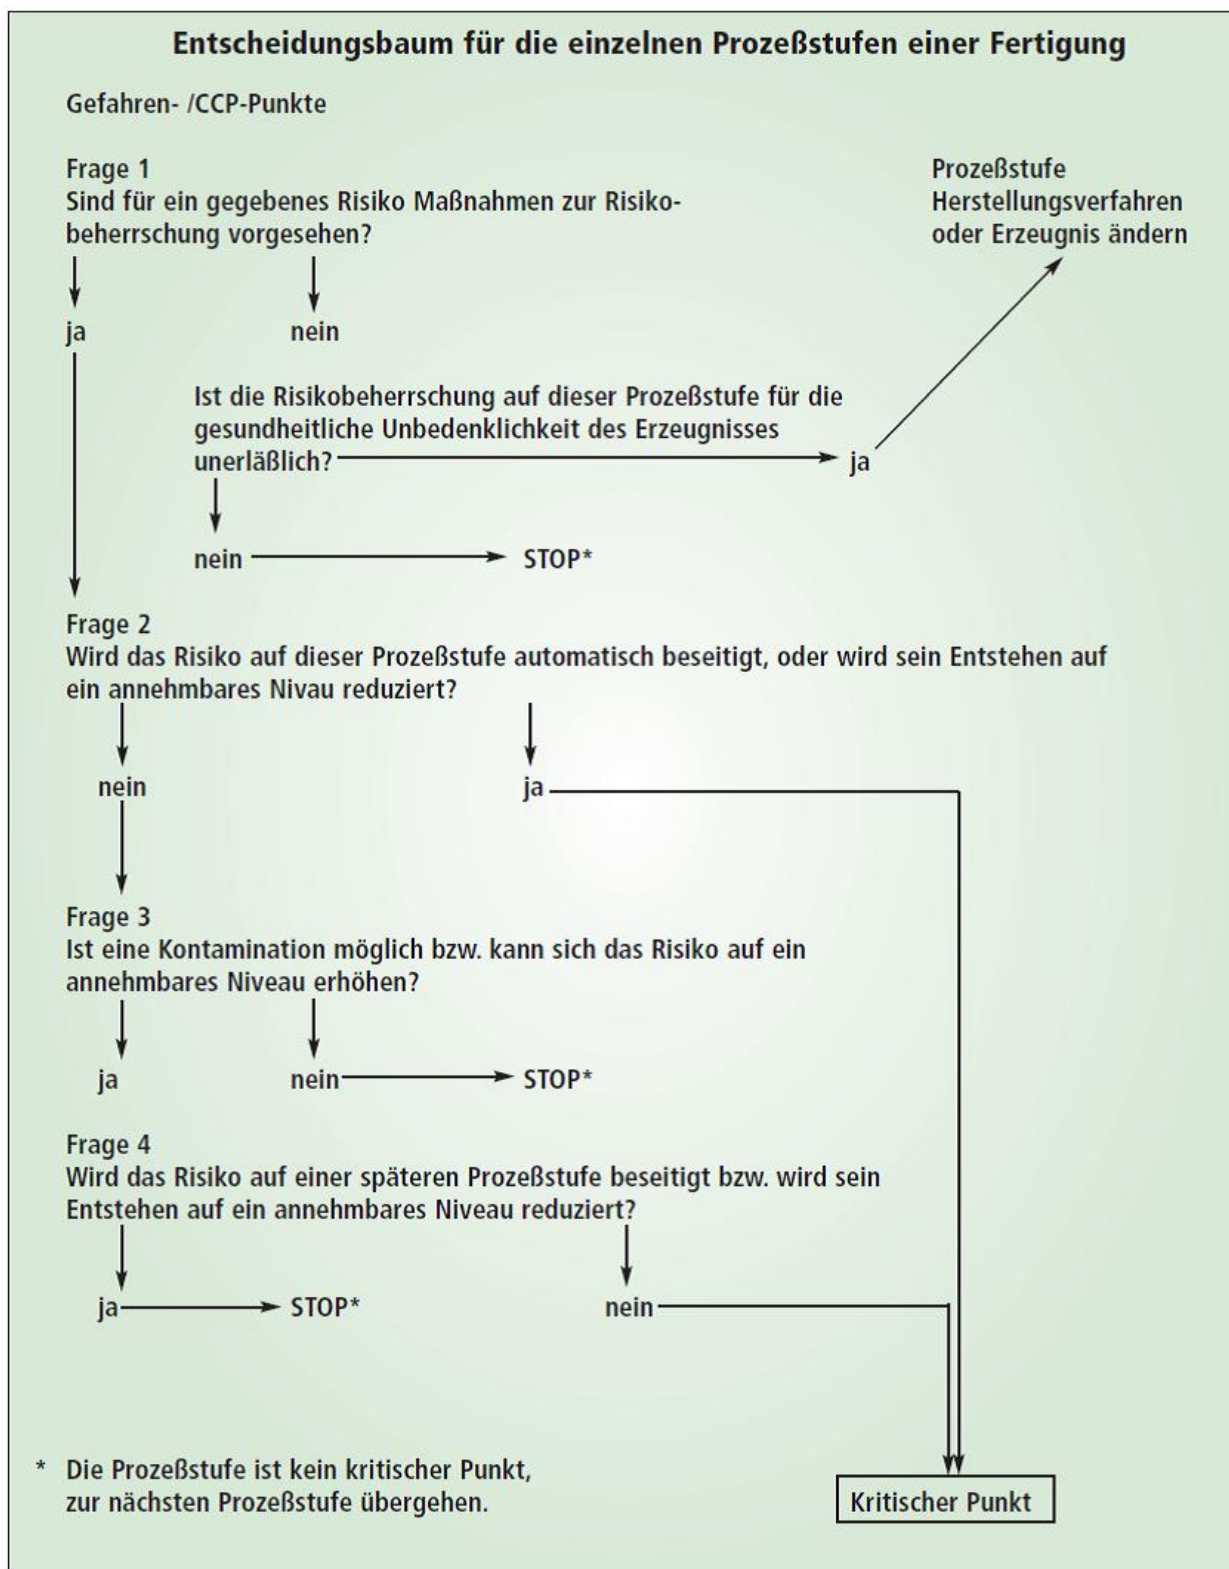 Entscheidungsbaum für die einzelnen Prozeßstufen einer Fertigung
Gefahren- /CCP-Punkte
Frage 1
Sind für ein gegebenes Risiko Maßnahmen zur Risiko-
beherrschung vorgesehen?
Prozeßstufe
Herstellungsverfahren
oder Erzeugnis ändern
ja
nein
Ist die Risikobeherrschung auf dieser Prozeßstufe für die
gesundheitliche Unbedenklichkeit des Erzeugnisses
unerläßlich?
ja
nein
STOP*
Frage 2
Wird das Risiko auf dieser Prozeßstufe automatisch beseitigt, oder wird sein Entstehen auf
ein annehmbares Nivau reduziert?
nein
ja
Frage 3
Ist eine Kontamination möglich bzw. kann sich das Risiko auf ein
annehmbares Niveau erhöhen?
ja
nein
STOP*
Frage 4
Wird das Risiko auf einer späteren Prozeßstufe beseitigt bzw. wird sein
Entstehen auf ein annehmbares Niveau reduziert?
ja
STOP*
nein
* Die Prozeßstufe ist kein kritischer Punkt,
zur nächsten Prozeßstufe übergehen.
Kritischer Punkt